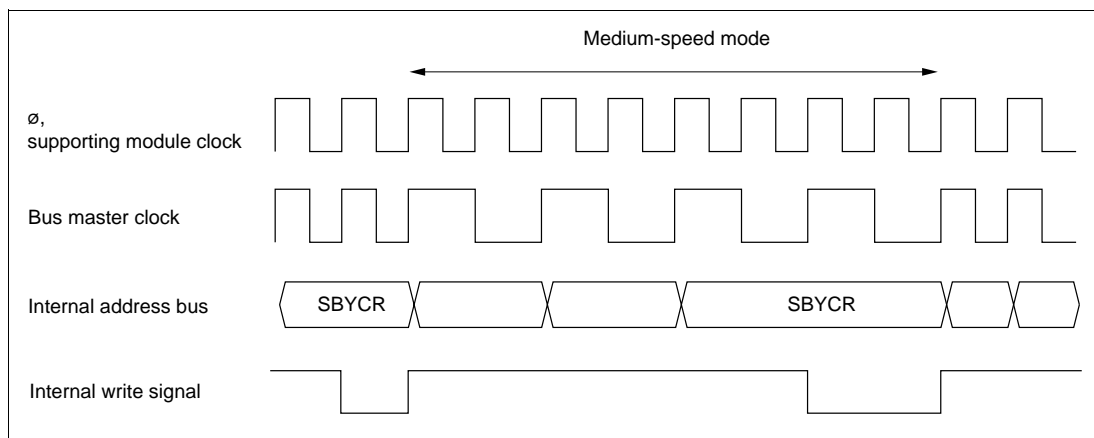 Medium-speed mode
ø,
supporting module clock
Bus master clock
Internal address bus
SBYCR
SBYCR
Internal write signal